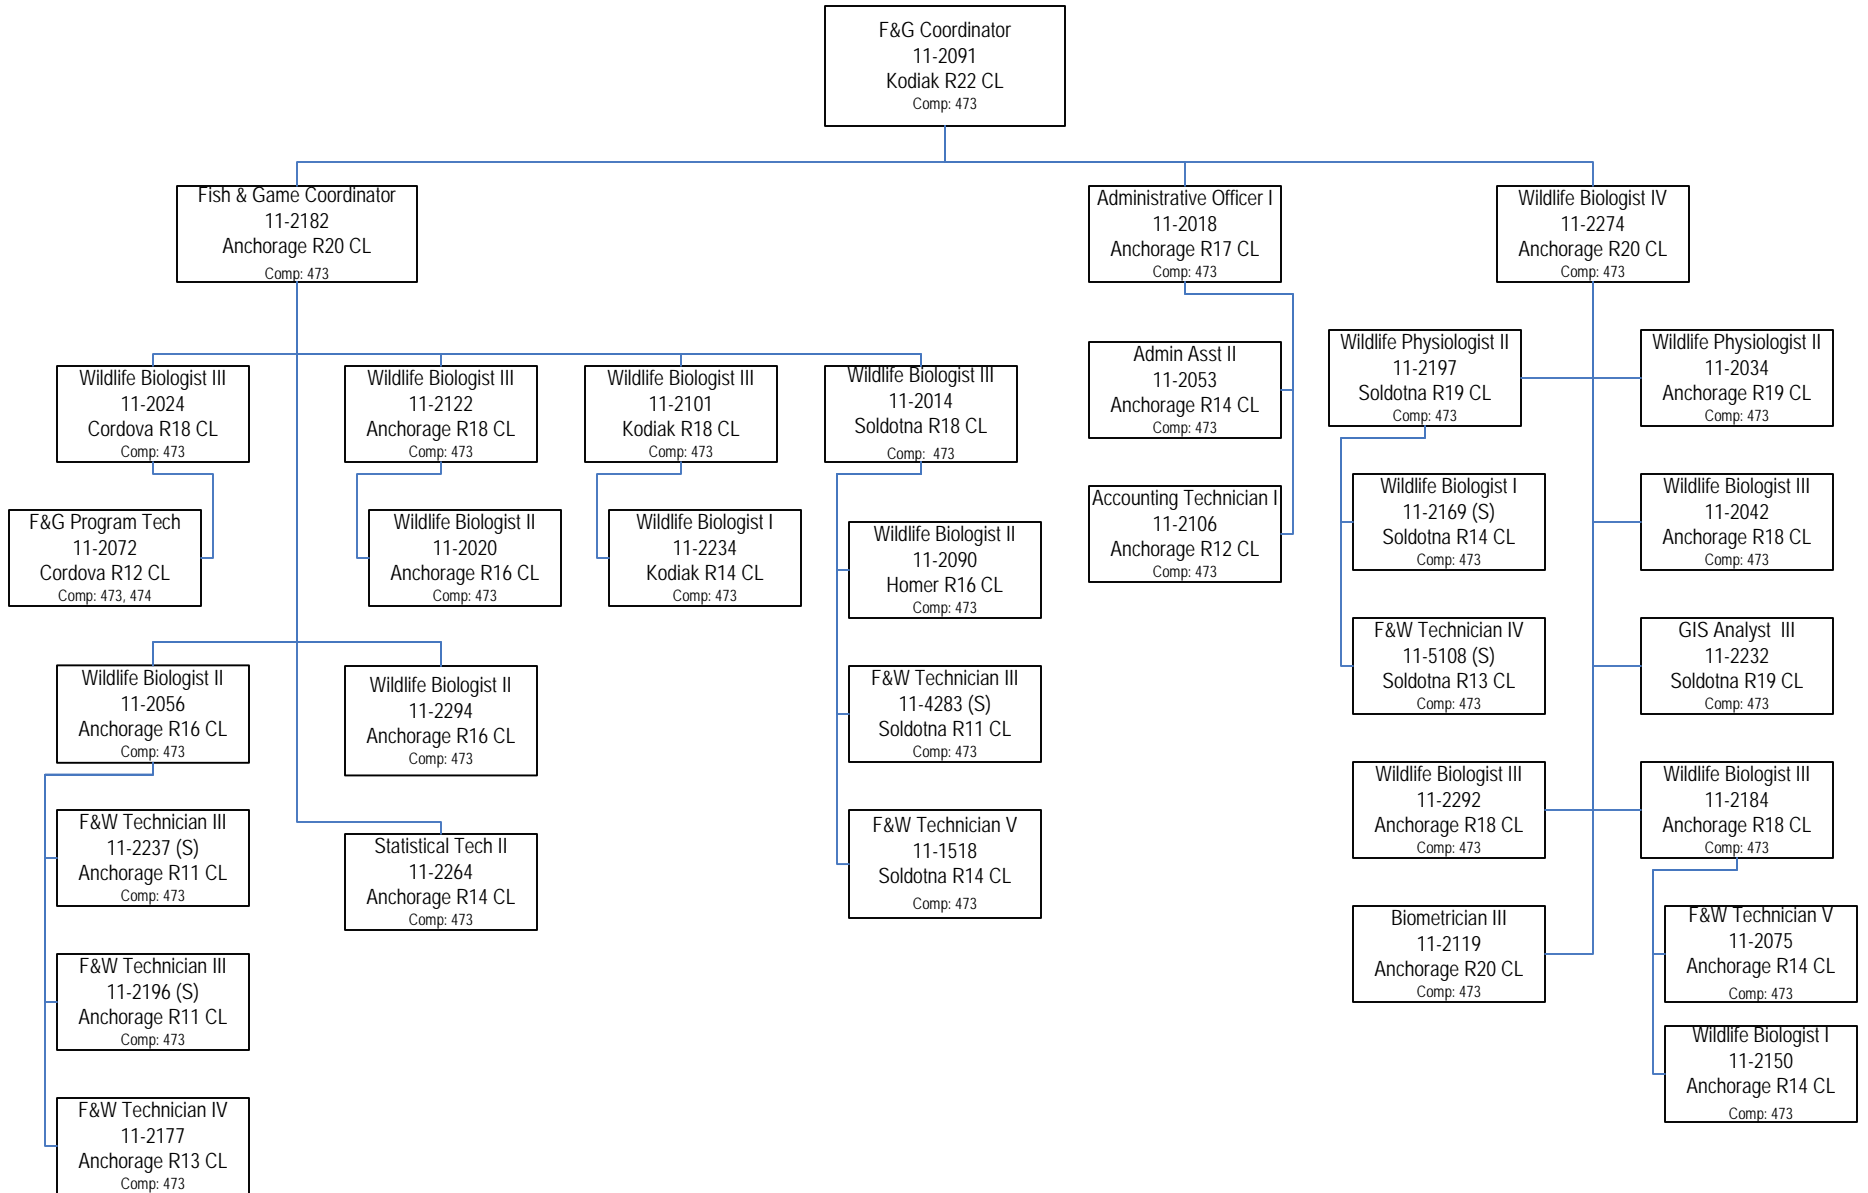 F&G Coordinator
11-2091
Kodiak R22 CL
Comp: 473
Fish & Game Coordinator
11-2182
Anchorage R20 CL
Comp: 473
Administrative Officer I
11-2018
Anchorage R17 CL
Comp: 473
Wildlife Biologist IV
11-2274
Anchorage R20 CL
Comp: 473
Wildlife Biologist III
11-2024
Cordova R18 CL
Comp: 473
Wildlife Biologist III
11-2122
Anchorage R18 CL
Comp: 473
Wildlife Biologist III
11-2101
Kodiak R18 CL
Comp: 473
Wildlife Biologist III
11-2014
Soldotna R18 CL
Comp: 473
Admin Asst II
11-2053
Anchorage R14 CL
Comp: 473
Wildlife Physiologist II
11-2197
Soldotna R19 CL
Comp: 473
Wildlife Physiologist II
11-2034
Anchorage R19 CL
Comp: 473
F&G Program Tech
11-2072
Cordova R12 CL
Comp: 473, 474
Wildlife Biologist II
11-2020
Anchorage R16 CL
Comp: 473
Wildlife Biologist I
11-2234
Kodiak R14 CL
Comp: 473
Wildlife Biologist II
11-2090
Homer R16 CL
Comp: 473
Accounting Technician I
11-2106
Anchorage R12 CL
Comp: 473
Wildlife Biologist I
11-2169 (S)
Soldotna R14 CL
Comp: 473
Wildlife Biologist III
11-2042
Anchorage R18 CL
Comp: 473
Wildlife Biologist II
11-2056
Anchorage R16 CL
Comp: 473
Wildlife Biologist II
11-2294
Anchorage R16 CL
Comp: 473
F&W Technician III
11-4283 (S)
Soldotna R11 CL
Comp: 473
F&W Technician IV
11-5108 (S)
Soldotna R13 CL
Comp: 473
GIS Analyst III
11-2232
Soldotna R19 CL
Comp: 473
F&W Technician III
11-2237 (S)
Anchorage R11 CL
Comp: 473
Statistical Tech II
11-2264
Anchorage R14 CL
Comp: 473
F&W Technician V
11-1518
Soldotna R14 CL
Comp: 473
Wildlife Biologist III
11-2292
Anchorage R18 CL
Comp: 473
Wildlife Biologist III
11-2184
Anchorage R18 CL
Comp: 473
F&W Technician III
11-2196 (S)
Anchorage R11 CL
Comp: 473
Biometrician III
11-2119
Anchorage R20 CL
Comp: 473
F&W Technician V
11-2075
Anchorage R14 CL
Comp: 473
F&W Technician IV
11-2177
Anchorage R13 CL
Comp: 473
Wildlife Biologist I
11-2150
Anchorage R14 CL
Comp: 473